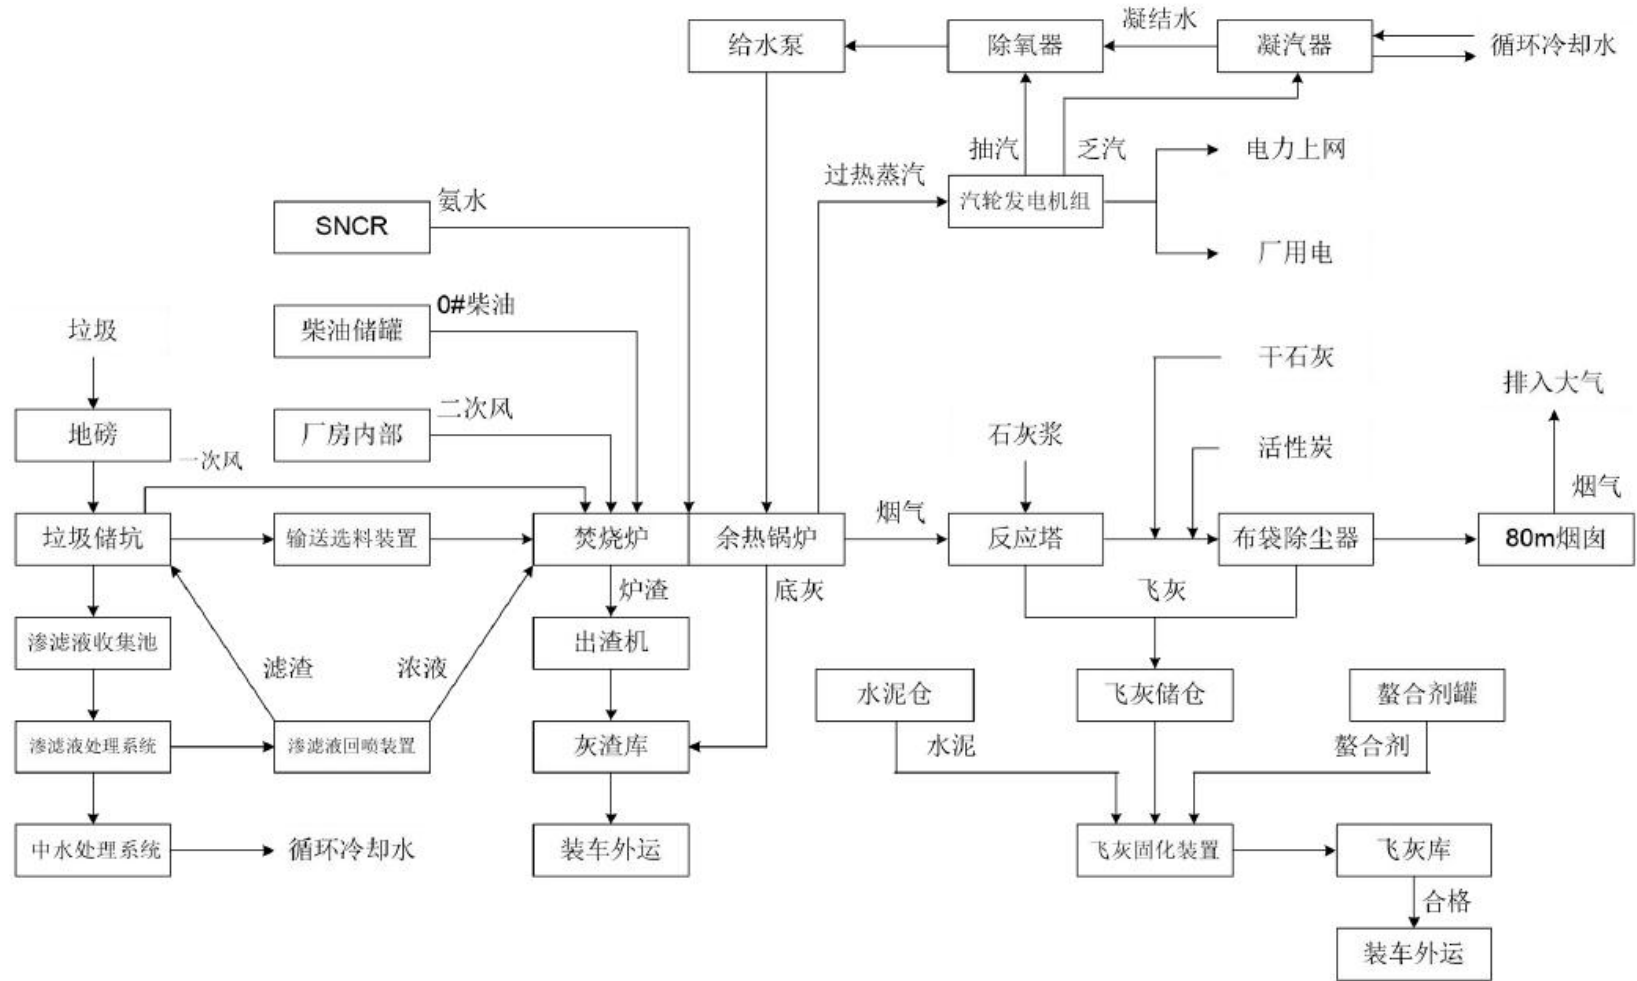 给水泵
除氧器
凝结水
凝汽器
循环冷却水
抽汽
乏汽
电力上网
过热蒸汽
汽轮发电机组
厂用电
SNCR
氨水
柴油储罐
0#柴油
垃圾
厂房内部
二次风
地磅
一次风
干石灰
排入大气
石灰浆
活性炭
烟气
垃圾储坑
输送选料装置
焚烧炉
余热锅炉
烟气
反应塔
布袋除尘器
80m烟囱
炉渣
底灰
飞灰
渗滤液收集池
滤渣
浓液
出渣机
水泥仓
飞灰储仓
螯合剂罐
渗滤液处理系统
渗滤液回喷装置
灰渣库
水泥
螯合剂
中水处理系统
循环冷却水
装车外运
飞灰固化装置
飞灰库
合格
装车外运